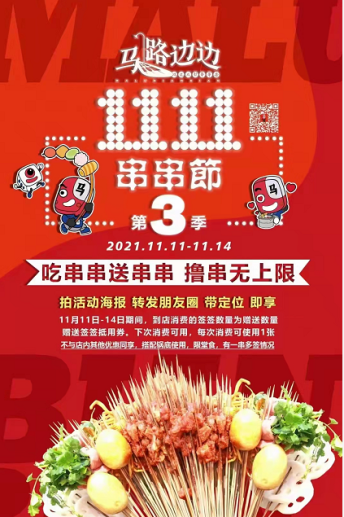 MALU
马路边边
11.11
串串節
第3季
2021.11.11-11.14
吃串串送串串 撸串无上限
拍活动海报 转发朋友圈 带定位 即享
11月11日-14日期间，到店消费的签签数量为赠送数量
赠送签签抵用券，下次消费可用，每次消费可使用1张
不与店内其他优惠同享，搭配锅底使用，限堂食，有一串多签情况